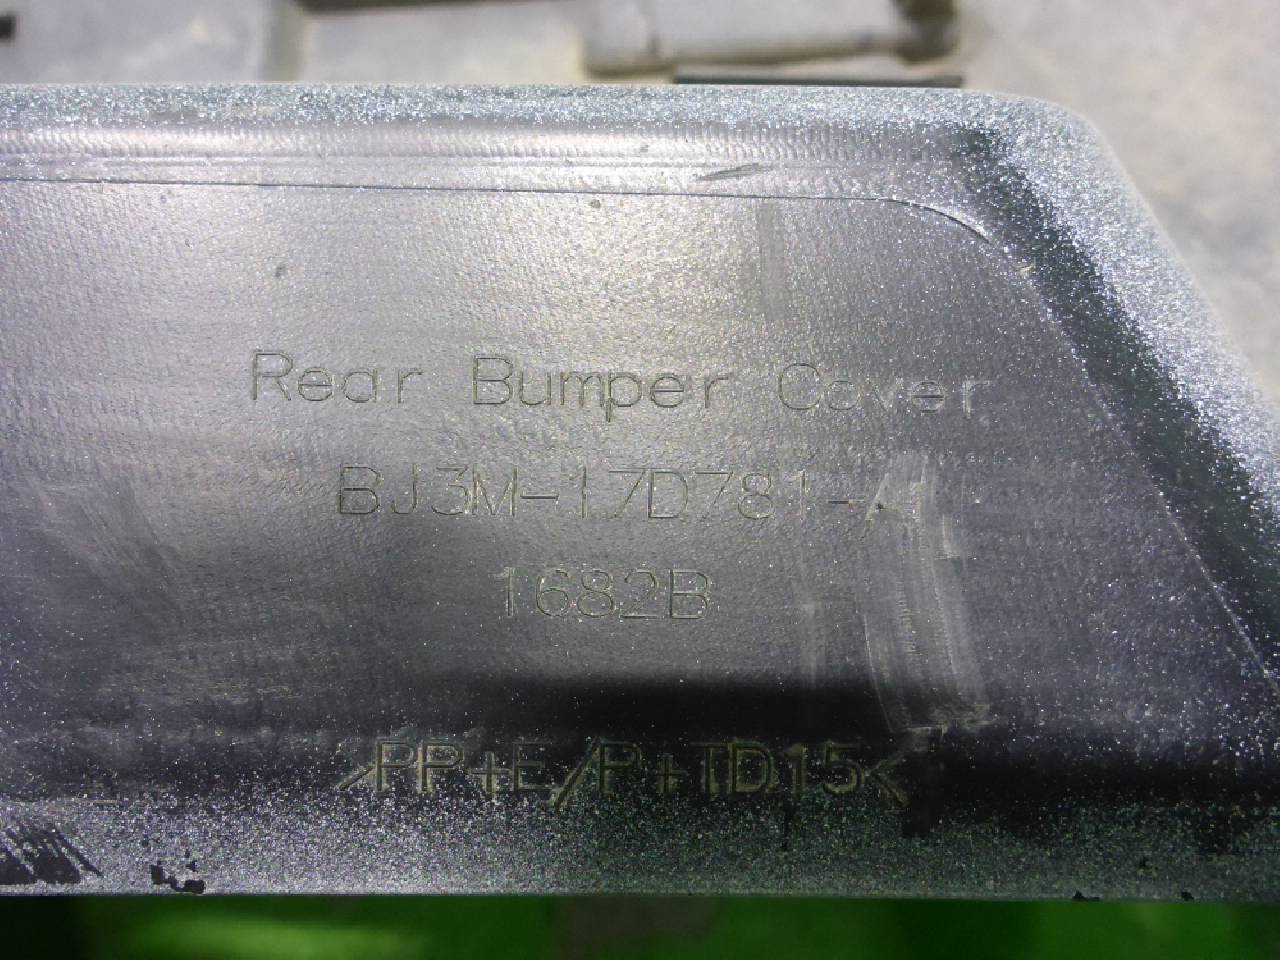 Rear Bumper Cover
BJ3M-17D781-A
1682B
>PP+E/P+TD15<